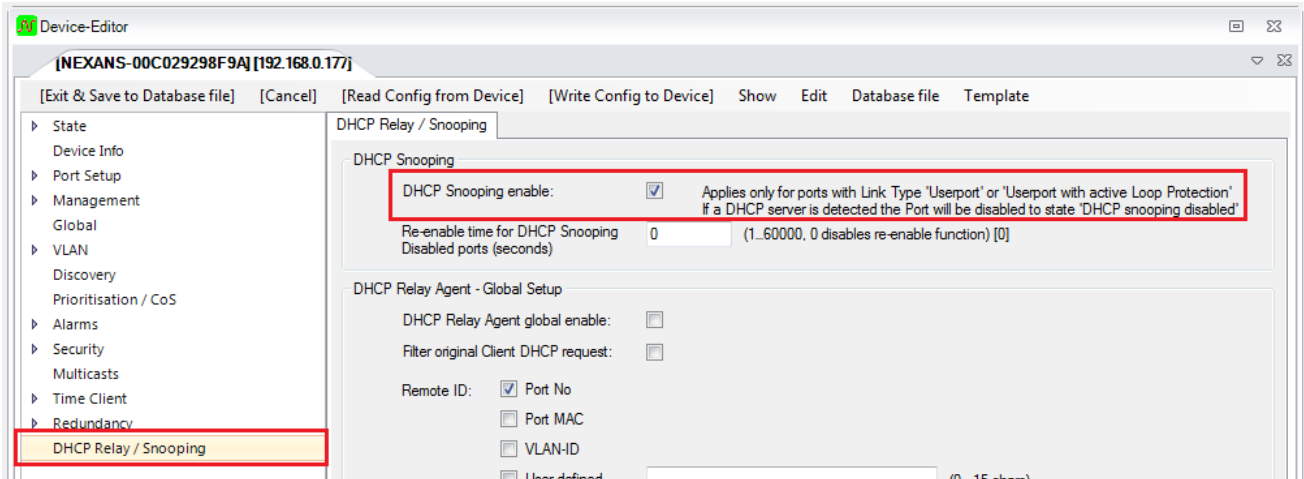 Device-Editor
[NEXANS-00C029298F9A] [192.168.0.177]
[Exit & Save to Database file] [Cancel] [Read Config from Device] [Write Config to Device] Show Edit Database file Template
State
Device Info
Port Setup
Management
Global
VLAN
Discovery
Prioritisation / CoS
Alarms
Security
Multicasts
Time Client
Redundancy
DHCP Relay / Snooping
DHCP Relay / Snooping
DHCP Snooping
DHCP Snooping enable:
Applies only for ports with Link Type 'Userport' or 'Userport with active Loop Protection'
If a DHCP server is detected the Port will be disabled to state 'DHCP snooping disabled'
Re-enable time for DHCP Snooping
Disabled ports (seconds)
0 (1...60000, 0 disables re-enable function) [0]
DHCP Relay Agent - Global Setup
DHCP Relay Agent global enable:
Filter original Client DHCP request:
Remote ID: Port No
Port MAC
VLAN-ID
User defined